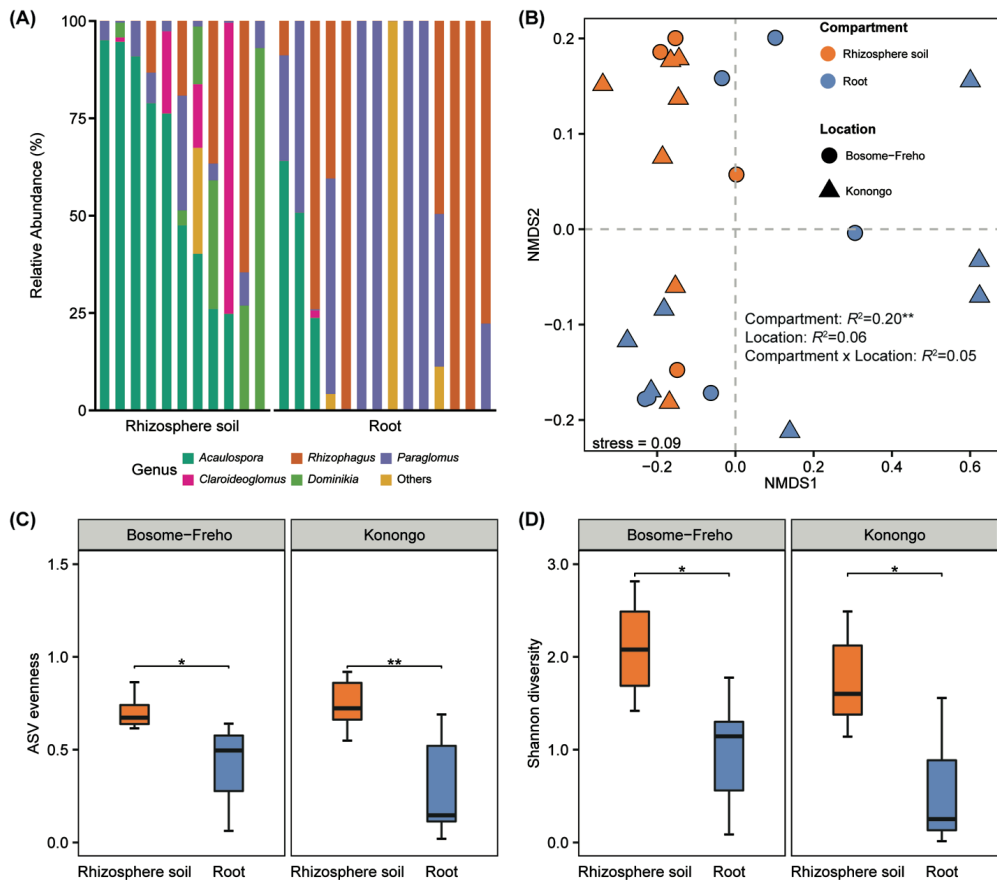 (A)
Relative Abundance (%)
100
75
50
25
0
Rhizosphere soil
Root
Genus
Acaulospora
Rhizophagus
Paraglomus
Claroideoglomus
Dominikia
Others
(B)
NMDS2
0.2
0.1
0.0
−0.1
−0.2
Compartment
Rhizosphere soil
Root
Location
Bosome−Freho
Konongo
Compartment: R²=0.20**
Location: R²=0.06
Compartment x Location: R²=0.05
stress = 0.09
−0.2
0.0
0.2
0.4
0.6
NMDS1
(C)
Bosome−Freho
Konongo
ASV evenness
1.5
1.0
0.5
0.0
*
**
Rhizosphere soil
Root
Rhizosphere soil
Root
(D)
Bosome−Freho
Konongo
Shannon divsersity
3.0
2.0
1.0
0.0
*
*
Rhizosphere soil
Root
Rhizosphere soil
Root